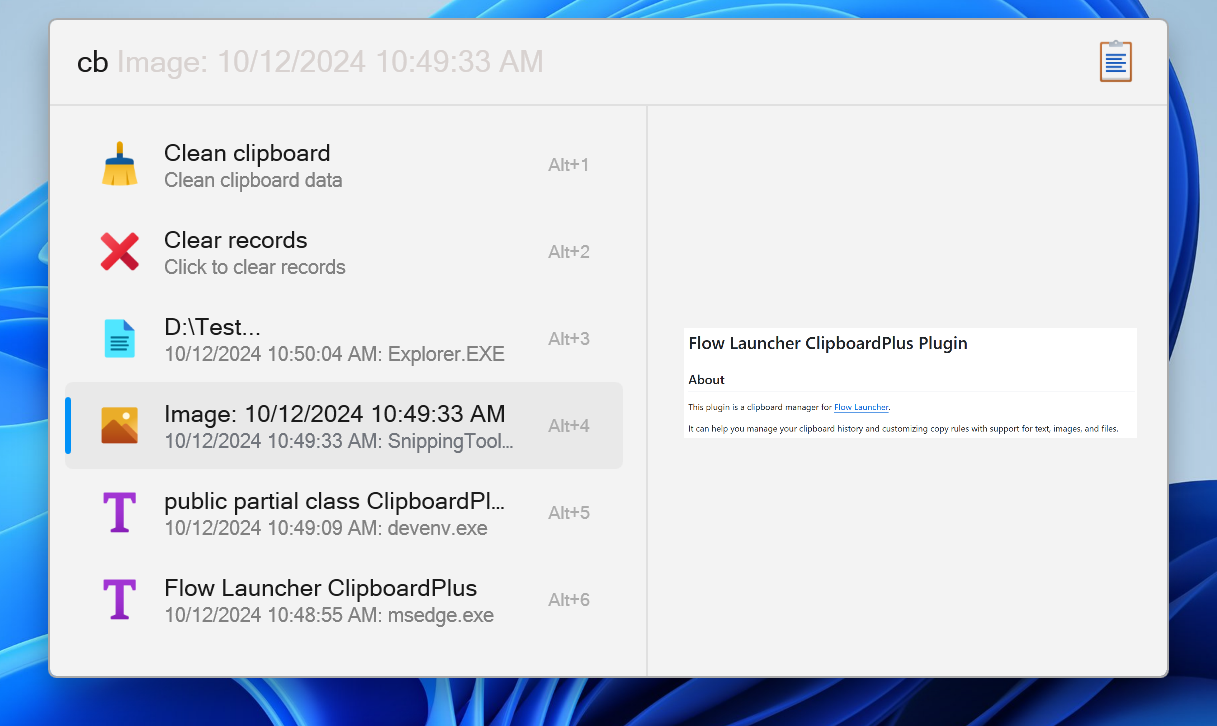 cb Image: 10/12/2024 10:49:33 AM
Clean clipboard
Clean clipboard data
Alt+1
Clear records
Click to clear records
Alt+2
D:\Test...
10/12/2024 10:50:04 AM: Explorer.EXE
Alt+3
Image: 10/12/2024 10:49:33 AM
10/12/2024 10:49:33 AM: SnippingTool...
Alt+4
public partial class ClipboardPl...
10/12/2024 10:49:09 AM: devenv.exe
Alt+5
Flow Launcher ClipboardPlus
10/12/2024 10:48:55 AM: msedge.exe
Alt+6
Flow Launcher ClipboardPlus Plugin
About
This plugin is a clipboard manager for Flow Launcher.
It can help you manage your clipboard history and customizing copy rules with support for text, images, and files.